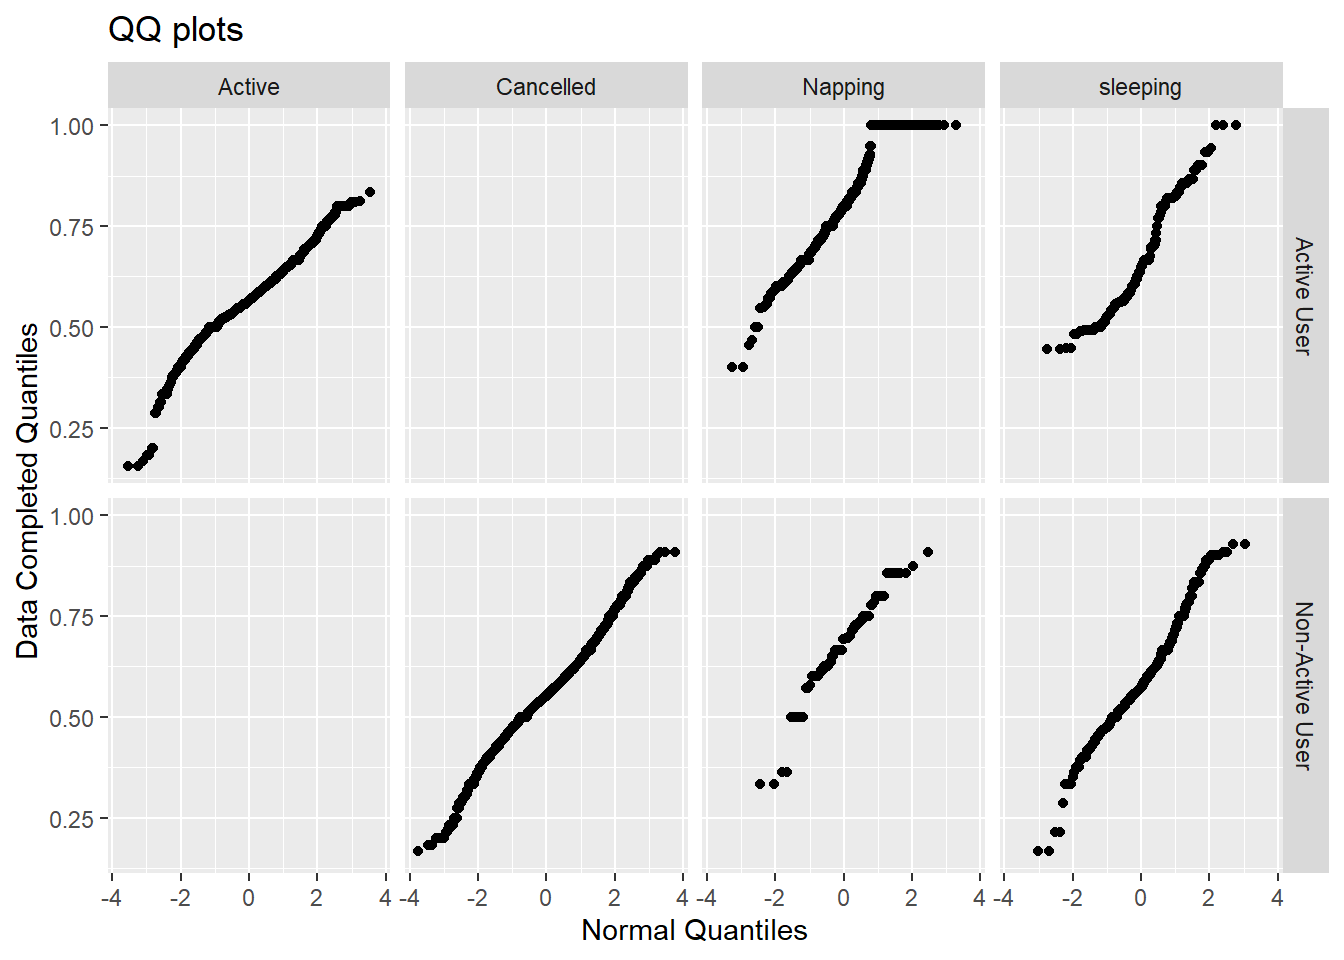 QQ plots
Active Cancelled Napping sleeping
1.00
0.75
0.50
0.25
Active User
1.00
0.75
0.50
0.25
Non-Active User
Data Completed Quantiles
-4 -2 0 2 4 -4 -2 0 2 4 -4 -2 0 2 4 -4 -2 0 2 4
Normal Quantiles